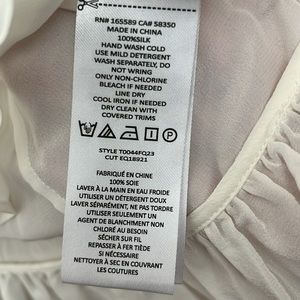 RN# 165589 CA# 58350
MADE IN CHINA
100%SILK
HAND WASH COLD
USE MILD DETERGENT
WASH SEPARATELY, DO
NOT WRING
ONLY NON-CHLORINE
BLEACH IF NEEDED
LINE DRY
COOL IRON IF NEEDED
DRY CLEAN WITH
COVERED TRIMS
STYLE T0044FQ23
CUT EQ18921
FABRIQUÉ EN CHINE
100% SOIE
LAVER À LA MAIN EN EAU FROIDE
UTILISER UN DÉTERGENT DOUX
LAVER SÉPARÉMENT, NE PAS TORDRE
UTILISER SEULEMENT UN
AGENT DE BLANCHIMENT NON
CHLORÉ AU BESOIN
SÉCHER SUR FIL
REPASSER À FER TIÈDE
SI NÉCESSAIRE
NETTOYER À SEC EN COUVRANT
LES COUTURES